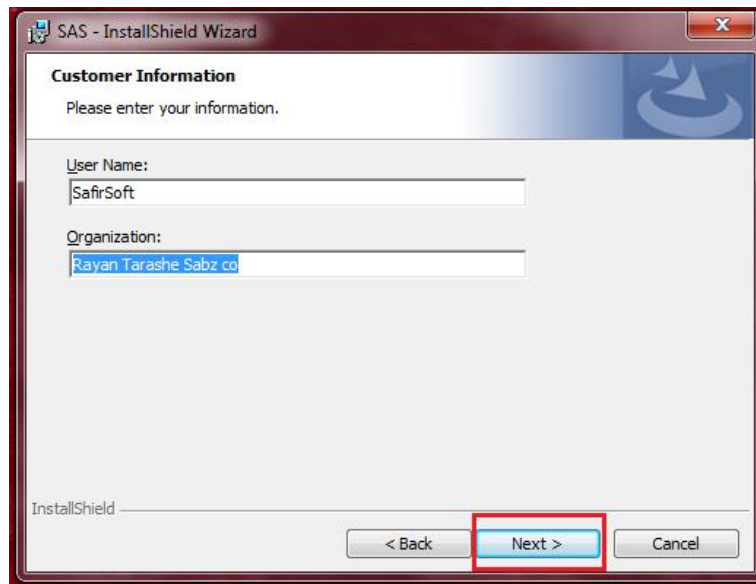 SAS - InstallShield Wizard
Customer Information
Please enter your information.
User Name:
SafirSoft
Organization:
Rayan Tarashe Sabz co
InstallShield
< Back Next > Cancel